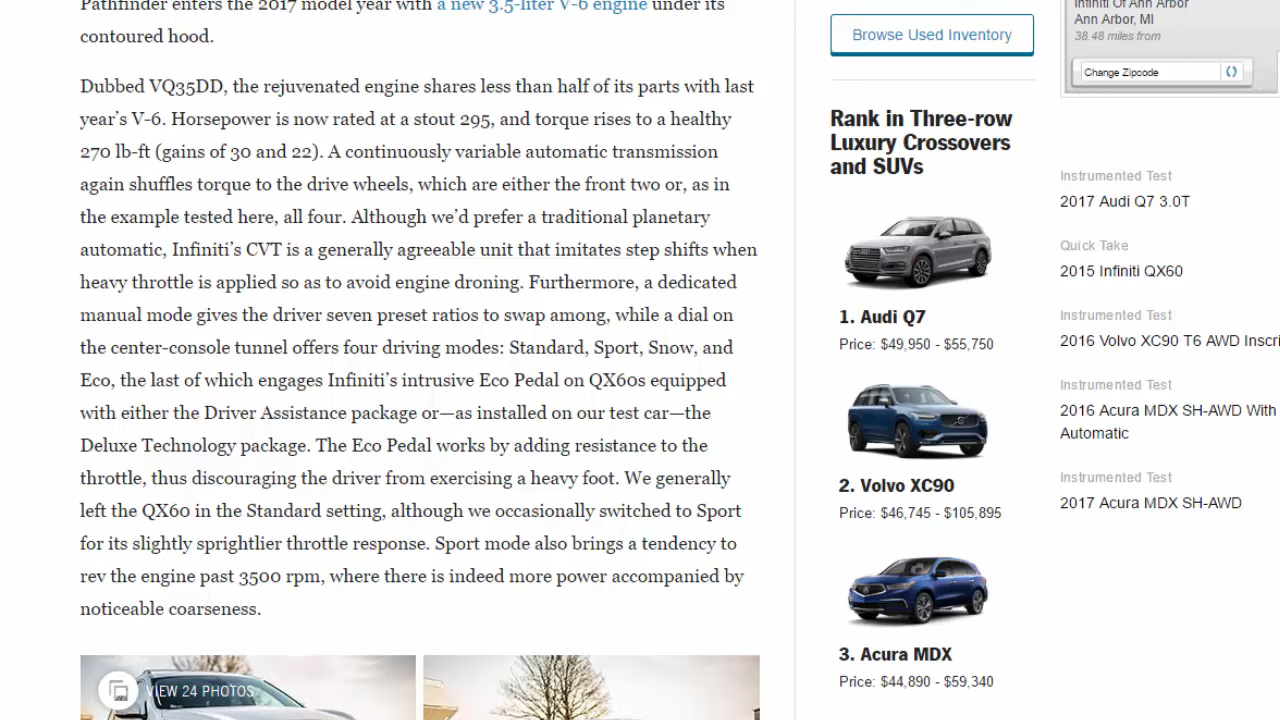 Pathfinder enters the 2017 model year with a new 3.5-liter V-6 engine under its
contoured hood.
Dubbed VQ35DD, the rejuvenated engine shares less than half of its parts with last
year's V-6. Horsepower is now rated at a stout 295, and torque rises to a healthy
270 lb-ft (gains of 30 and 22). A continuously variable automatic transmission
again shuffles torque to the drive wheels, which are either the front two or, as in
the example tested here, all four. Although we'd prefer a traditional planetary
automatic, Infiniti's CVT is a generally agreeable unit that imitates step shifts when
heavy throttle is applied so as to avoid engine droning. Furthermore, a dedicated
manual mode gives the driver seven preset ratios to swap among, while a dial on
the center-console tunnel offers four driving modes: Standard, Sport, Snow, and
Eco, the last of which engages Infiniti's intrusive Eco Pedal on QX60s equipped
with either the Driver Assistance package or—as installed on our test car—the
Deluxe Technology package. The Eco Pedal works by adding resistance to the
throttle, thus discouraging the driver from exercising a heavy foot. We generally
left the QX60 in the Standard setting, although we occasionally switched to Sport
for its slightly sprightlier throttle response. Sport mode also brings a tendency to
rev the engine past 3500 rpm, where there is indeed more power accompanied by
noticeable coarseness.
VIEW 24 PHOTOS
Browse Used Inventory
Rank in Three-row
Luxury Crossovers
and SUVs
1. Audi Q7
Price: $49,950 - $55,750
2. Volvo XC90
Price: $46,745 - $105,895
3. Acura MDX
Price: $44,890 - $59,340
Infiniti Of Ann Arbor
Ann Arbor, MI
38.48 miles from
Change Zipcode
Instrumented Test
2017 Audi Q7 3.0T
Quick Take
2015 Infiniti QX60
Instrumented Test
2016 Volvo XC90 T6 AWD Inscri
Instrumented Test
2016 Acura MDX SH-AWD With
Automatic
Instrumented Test
2017 Acura MDX SH-AWD